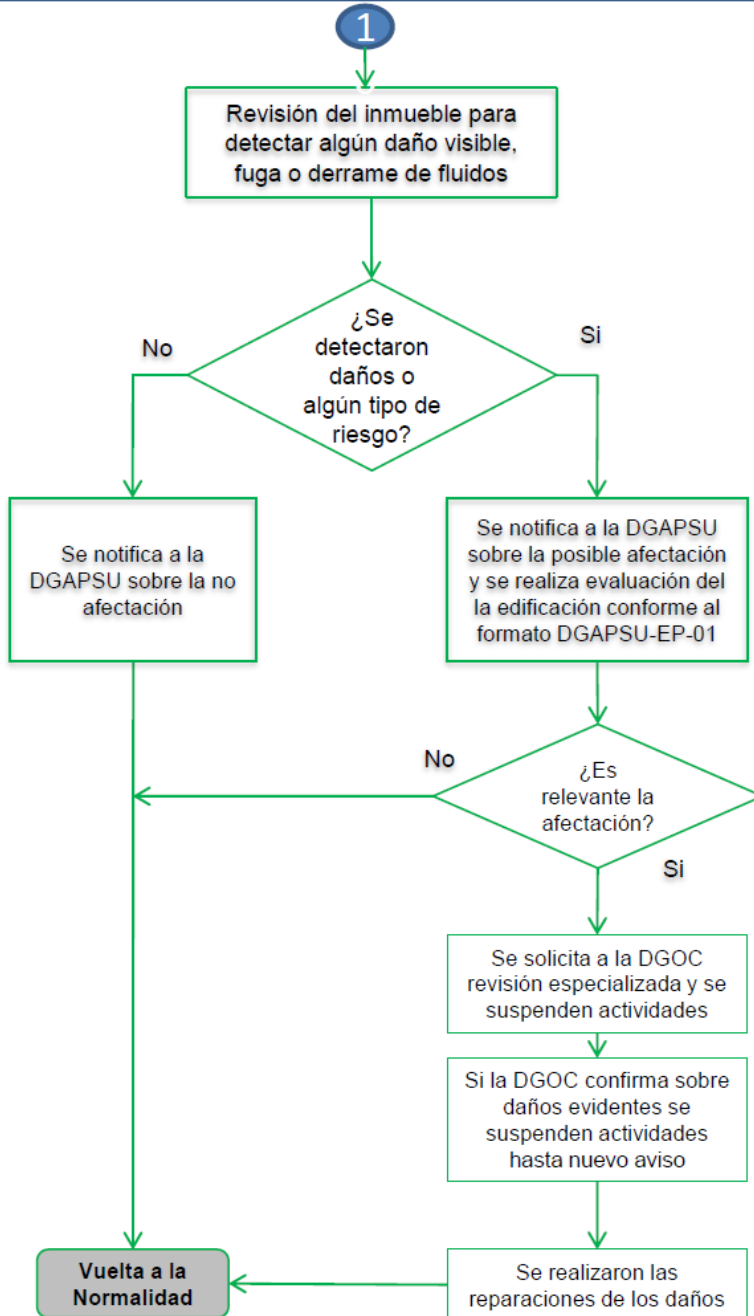 1
Revisión del inmueble para
detectar algún daño visible,
fuga o derrame de fluidos
¿Se
detectaron
daños o
algún tipo de
riesgo?
No
Si
Se notifica a la
DGAPSU sobre la no
afectación
Se notifica a la DGAPSU
sobre la posible afectación
y se realiza evaluación del
la edificación conforme al
formato DGAPSU-EP-01
No
¿Es
relevante la
afectación?
Si
Se solicita a la DGOC
revisión especializada y se
suspenden actividades
Si la DGOC confirma sobre
daños evidentes se
suspenden actividades
hasta nuevo aviso
Vuelta a la
Normalidad
Se realizaron las
reparaciones de los daños